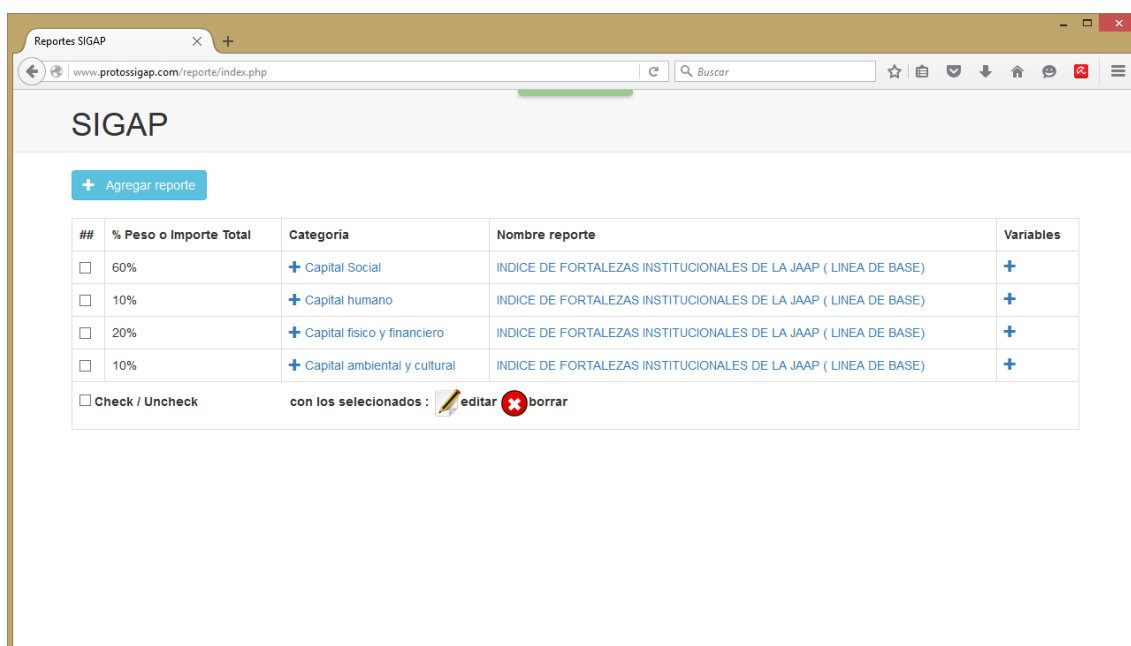 Reportes SIGAP
www.protossigap.com/reporte/index.php
Buscar
SIGAP
Agregar reporte
## % Peso o Importe Total Categoría Nombre reporte Variables
60% Capital Social INDICE DE FORTALEZAS INSTITUCIONALES DE LA JAAP ( LINEA DE BASE)
10% Capital humano INDICE DE FORTALEZAS INSTITUCIONALES DE LA JAAP ( LINEA DE BASE)
20% Capital fisico y financiero INDICE DE FORTALEZAS INSTITUCIONALES DE LA JAAP ( LINEA DE BASE)
10% Capital ambiental y cultural INDICE DE FORTALEZAS INSTITUCIONALES DE LA JAAP ( LINEA DE BASE)
Check / Uncheck con los selecionados : editar borrar